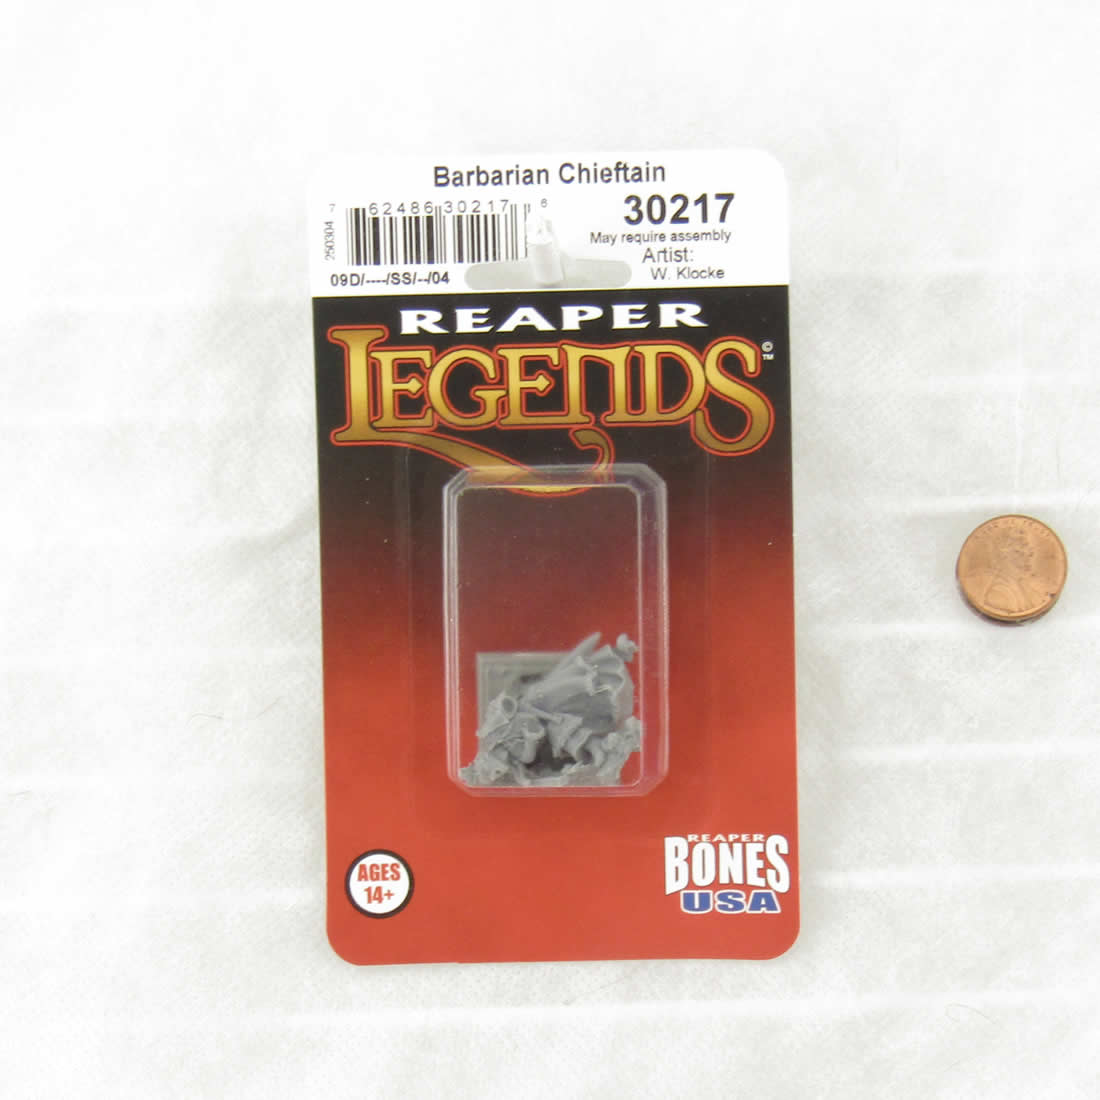 Barbarian Chieftain
7 62486 30217 6
30217
250304
May require assembly
Artist:
W. Klocke
09D/----/SS/--/04
REAPER
LEGENDS
©
™
AGES
14+
REAPER
BONES
USA